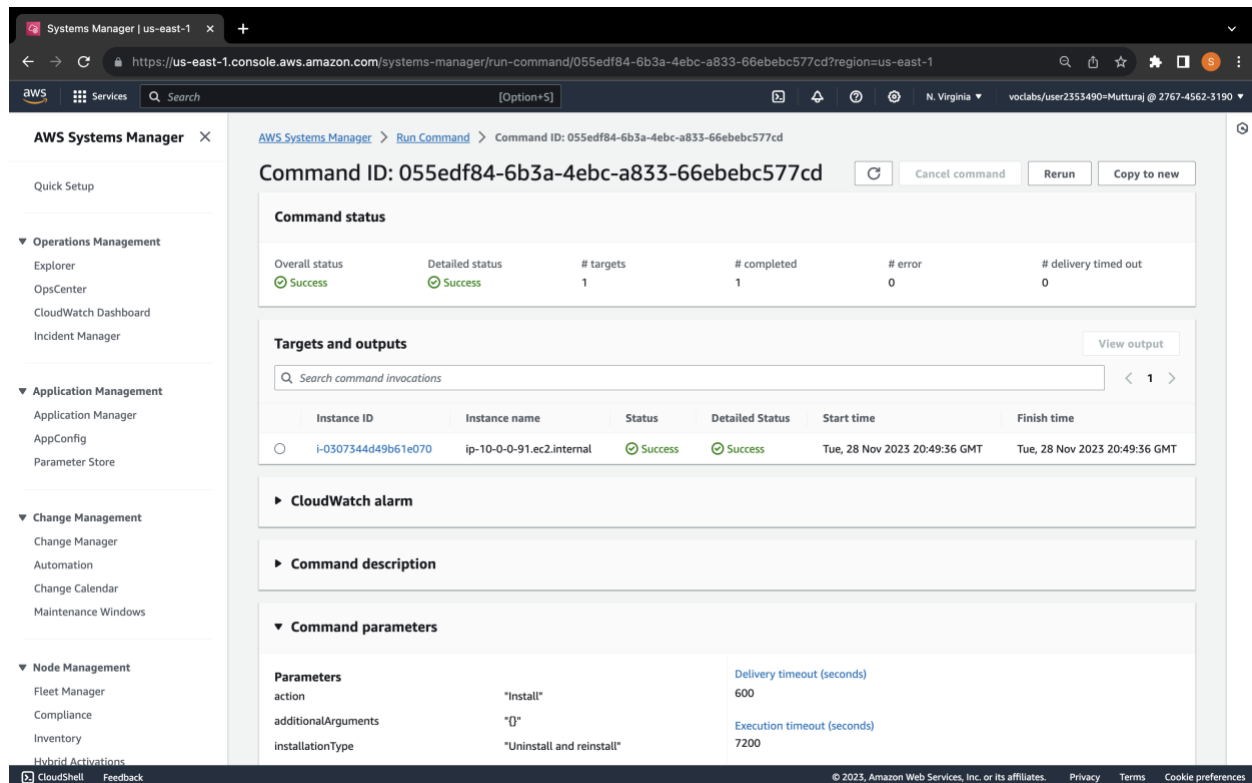 Systems Manager | us-east-1
https://us-east-1.console.aws.amazon.com/systems-manager/run-command/055edf84-6b3a-4ebc-a833-66ebebc577cd?region=us-east-1
S
aws Services Search [Option+S] N. Virginia voclabs/user2353490=Mutturaj @ 2767-4562-3190
AWS Systems Manager
Quick Setup
Operations Management
Explorer
OpsCenter
CloudWatch Dashboard
Incident Manager
Application Management
Application Manager
AppConfig
Parameter Store
Change Management
Change Manager
Automation
Change Calendar
Maintenance Windows
Node Management
Fleet Manager
Compliance
Inventory
Hybrid Activations
AWS Systems Manager > Run Command > Command ID: 055edf84-6b3a-4ebc-a833-66ebebc577cd
Command ID: 055edf84-6b3a-4ebc-a833-66ebebc577cd
Cancel command Rerun Copy to new
Command status
Overall status Detailed status # targets # completed # error # delivery timed out
Success Success 1 1 0 0
Targets and outputs View output
Search command invocations < 1 >
Instance ID Instance name Status Detailed Status Start time Finish time
i-0307344d49b61e070 ip-10-0-0-91.ec2.internal Success Success Tue, 28 Nov 2023 20:49:36 GMT Tue, 28 Nov 2023 20:49:36 GMT
CloudWatch alarm
Command description
Command parameters
Parameters
action "Install"
additionalArguments "{}"
installationType "Uninstall and reinstall"
Delivery timeout (seconds)
600
Execution timeout (seconds)
7200
CloudShell Feedback © 2023, Amazon Web Services, Inc. or its affiliates. Privacy Terms Cookie preferences